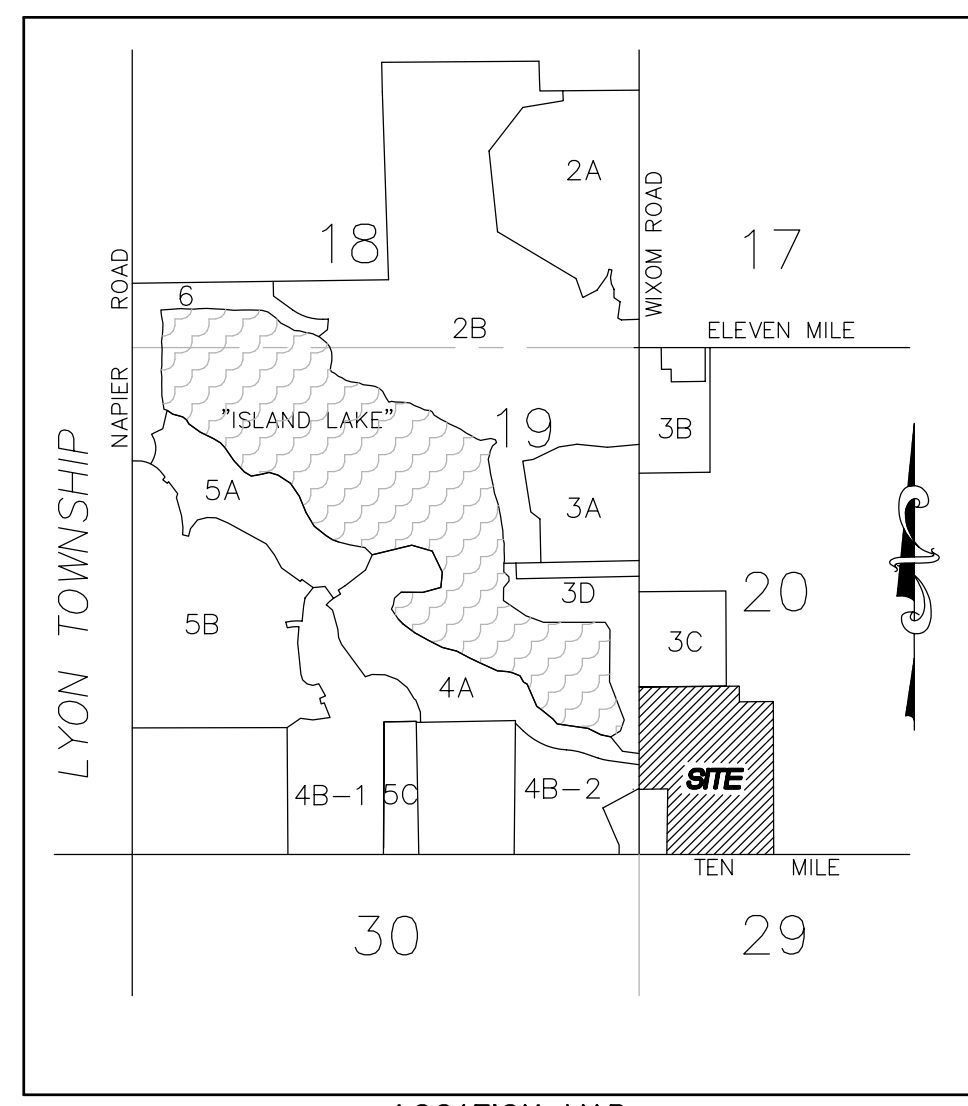 2A
WIXOM ROAD
18
17
NAPIER ROAD
6
2B
ELEVEN MILE
"ISLAND LAKE"
19
3B
5A
3A
LYON TOWNSHIP
3D
20
5B
3C
4A
SITE
4B-1
5C
4B-2
TEN MILE
30
29